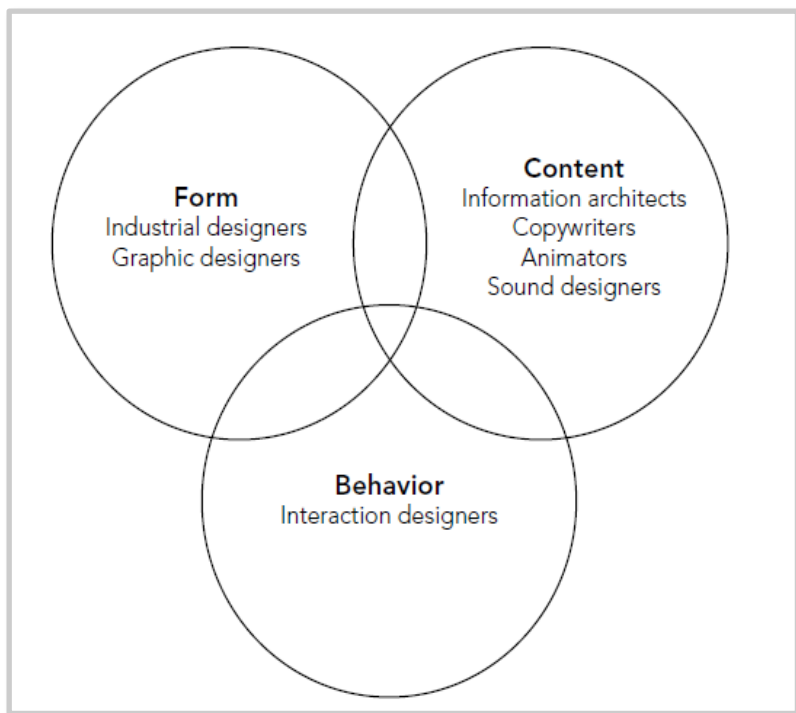 Form
Industrial designers
Graphic designers
Content
Information architects
Copywriters
Animators
Sound designers
Behavior
Interaction designers